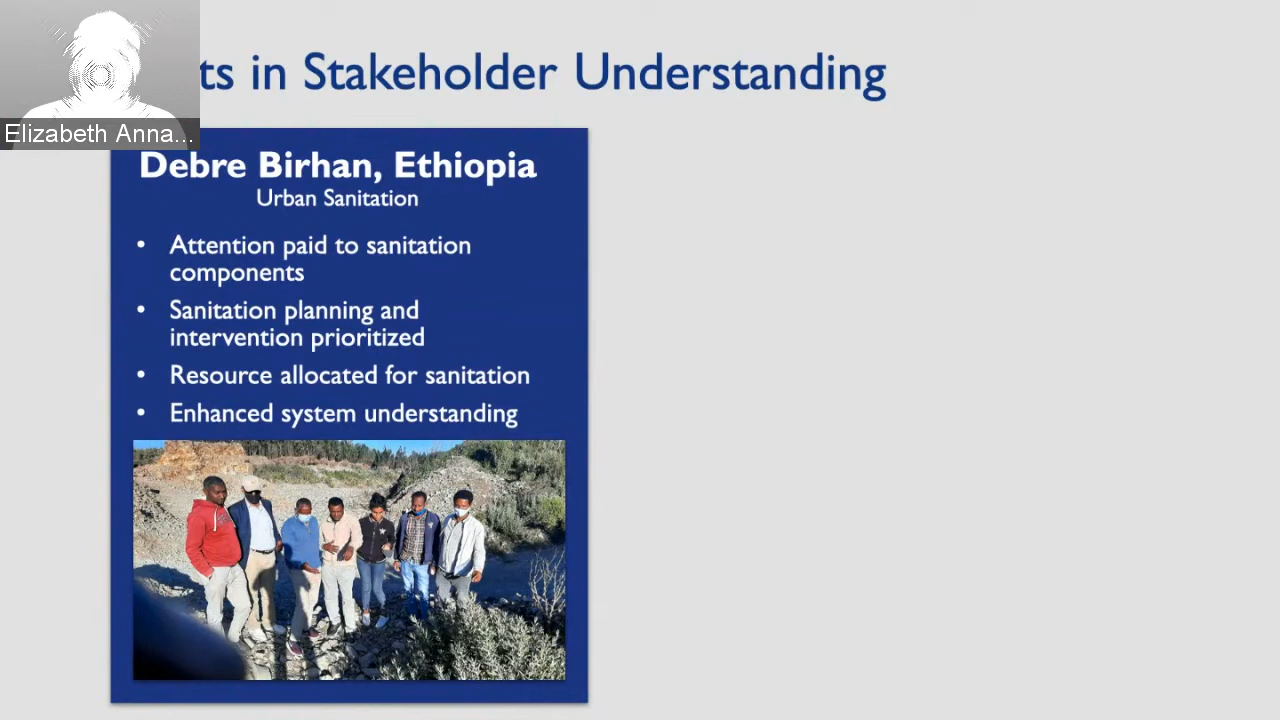 ts in Stakeholder Understanding
Elizabeth Anna...
Debre Birhan, Ethiopia
Urban Sanitation
• Attention paid to sanitation
components
• Sanitation planning and
intervention prioritized
• Resource allocated for sanitation
• Enhanced system understanding